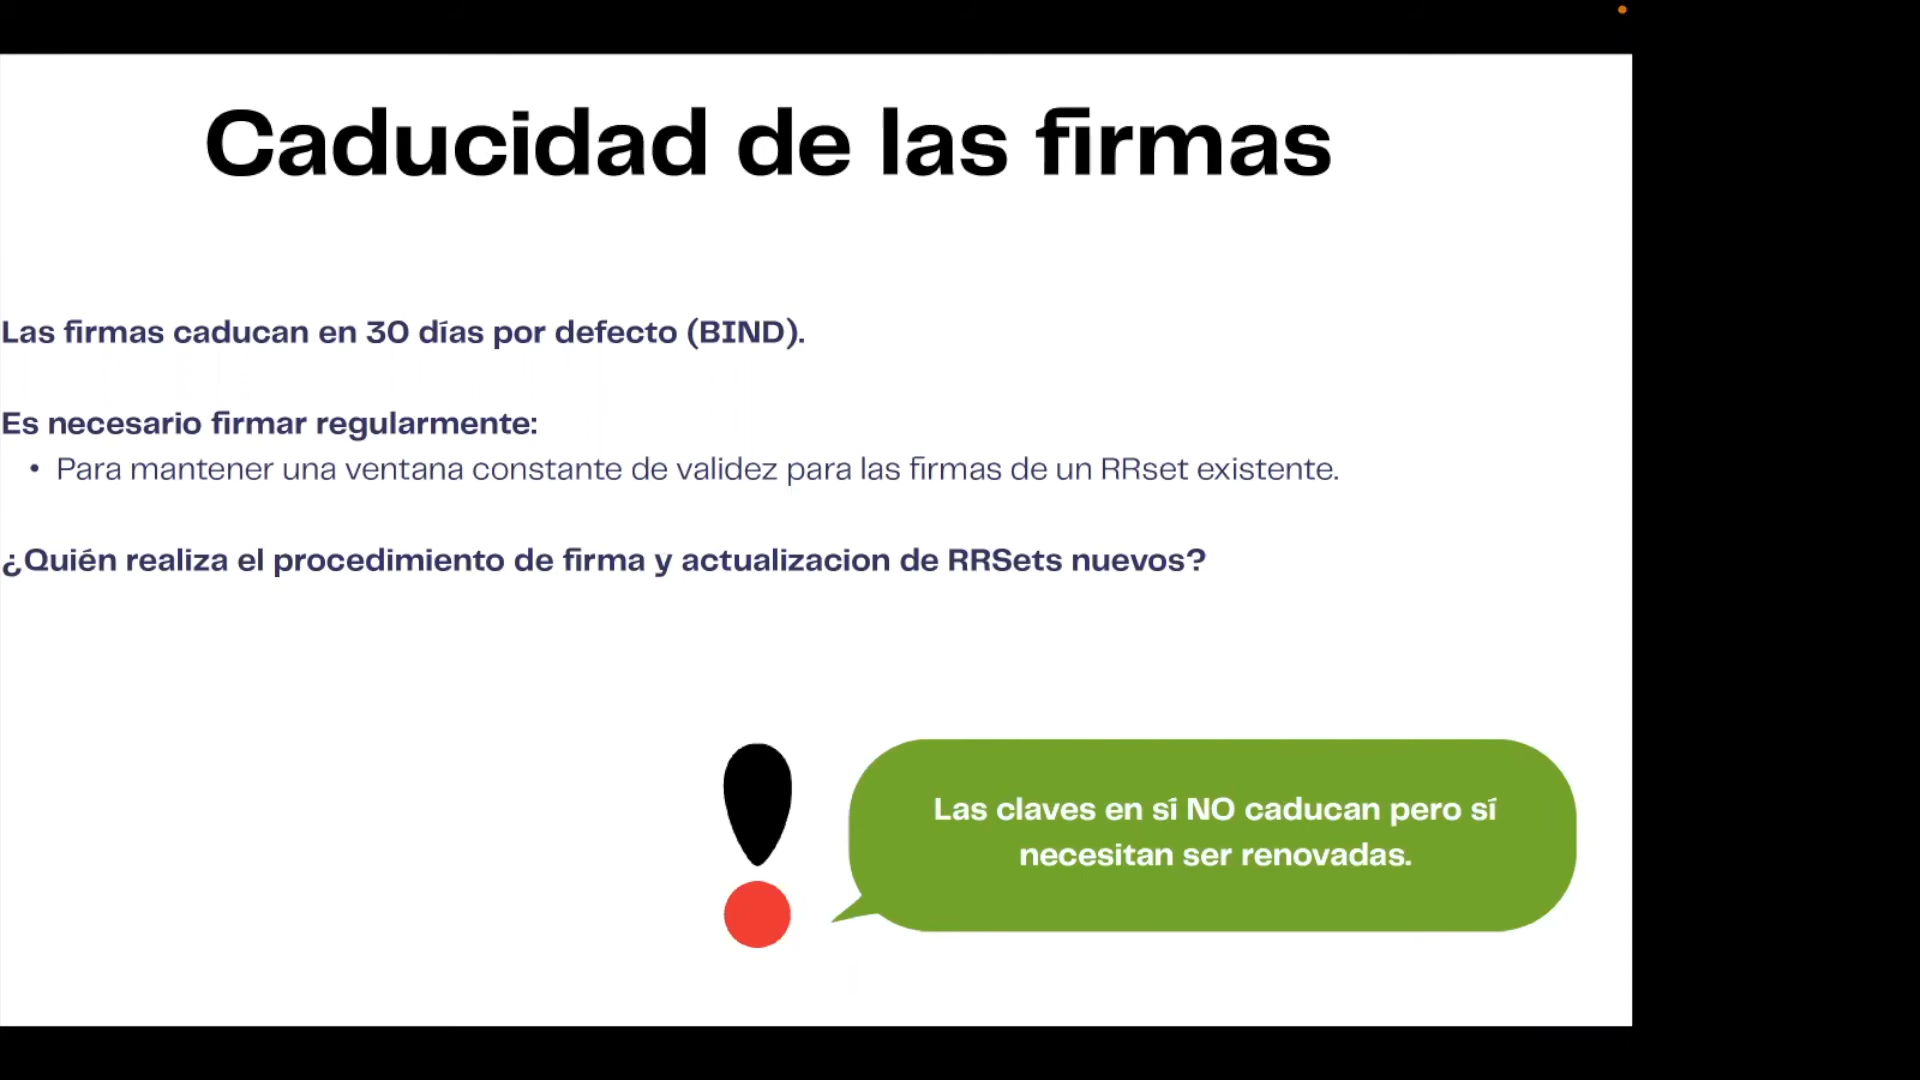 Caducidad de las firmas
Las firmas caducan en 30 días por defecto (BIND).
Es necesario firmar regularmente:
• Para mantener una ventana constante de validez para las firmas de un RRset existente.
¿Quién realiza el procedimiento de firma y actualizacion de RRSets nuevos?
Las claves en sí NO caducan pero sí
necesitan ser renovadas.